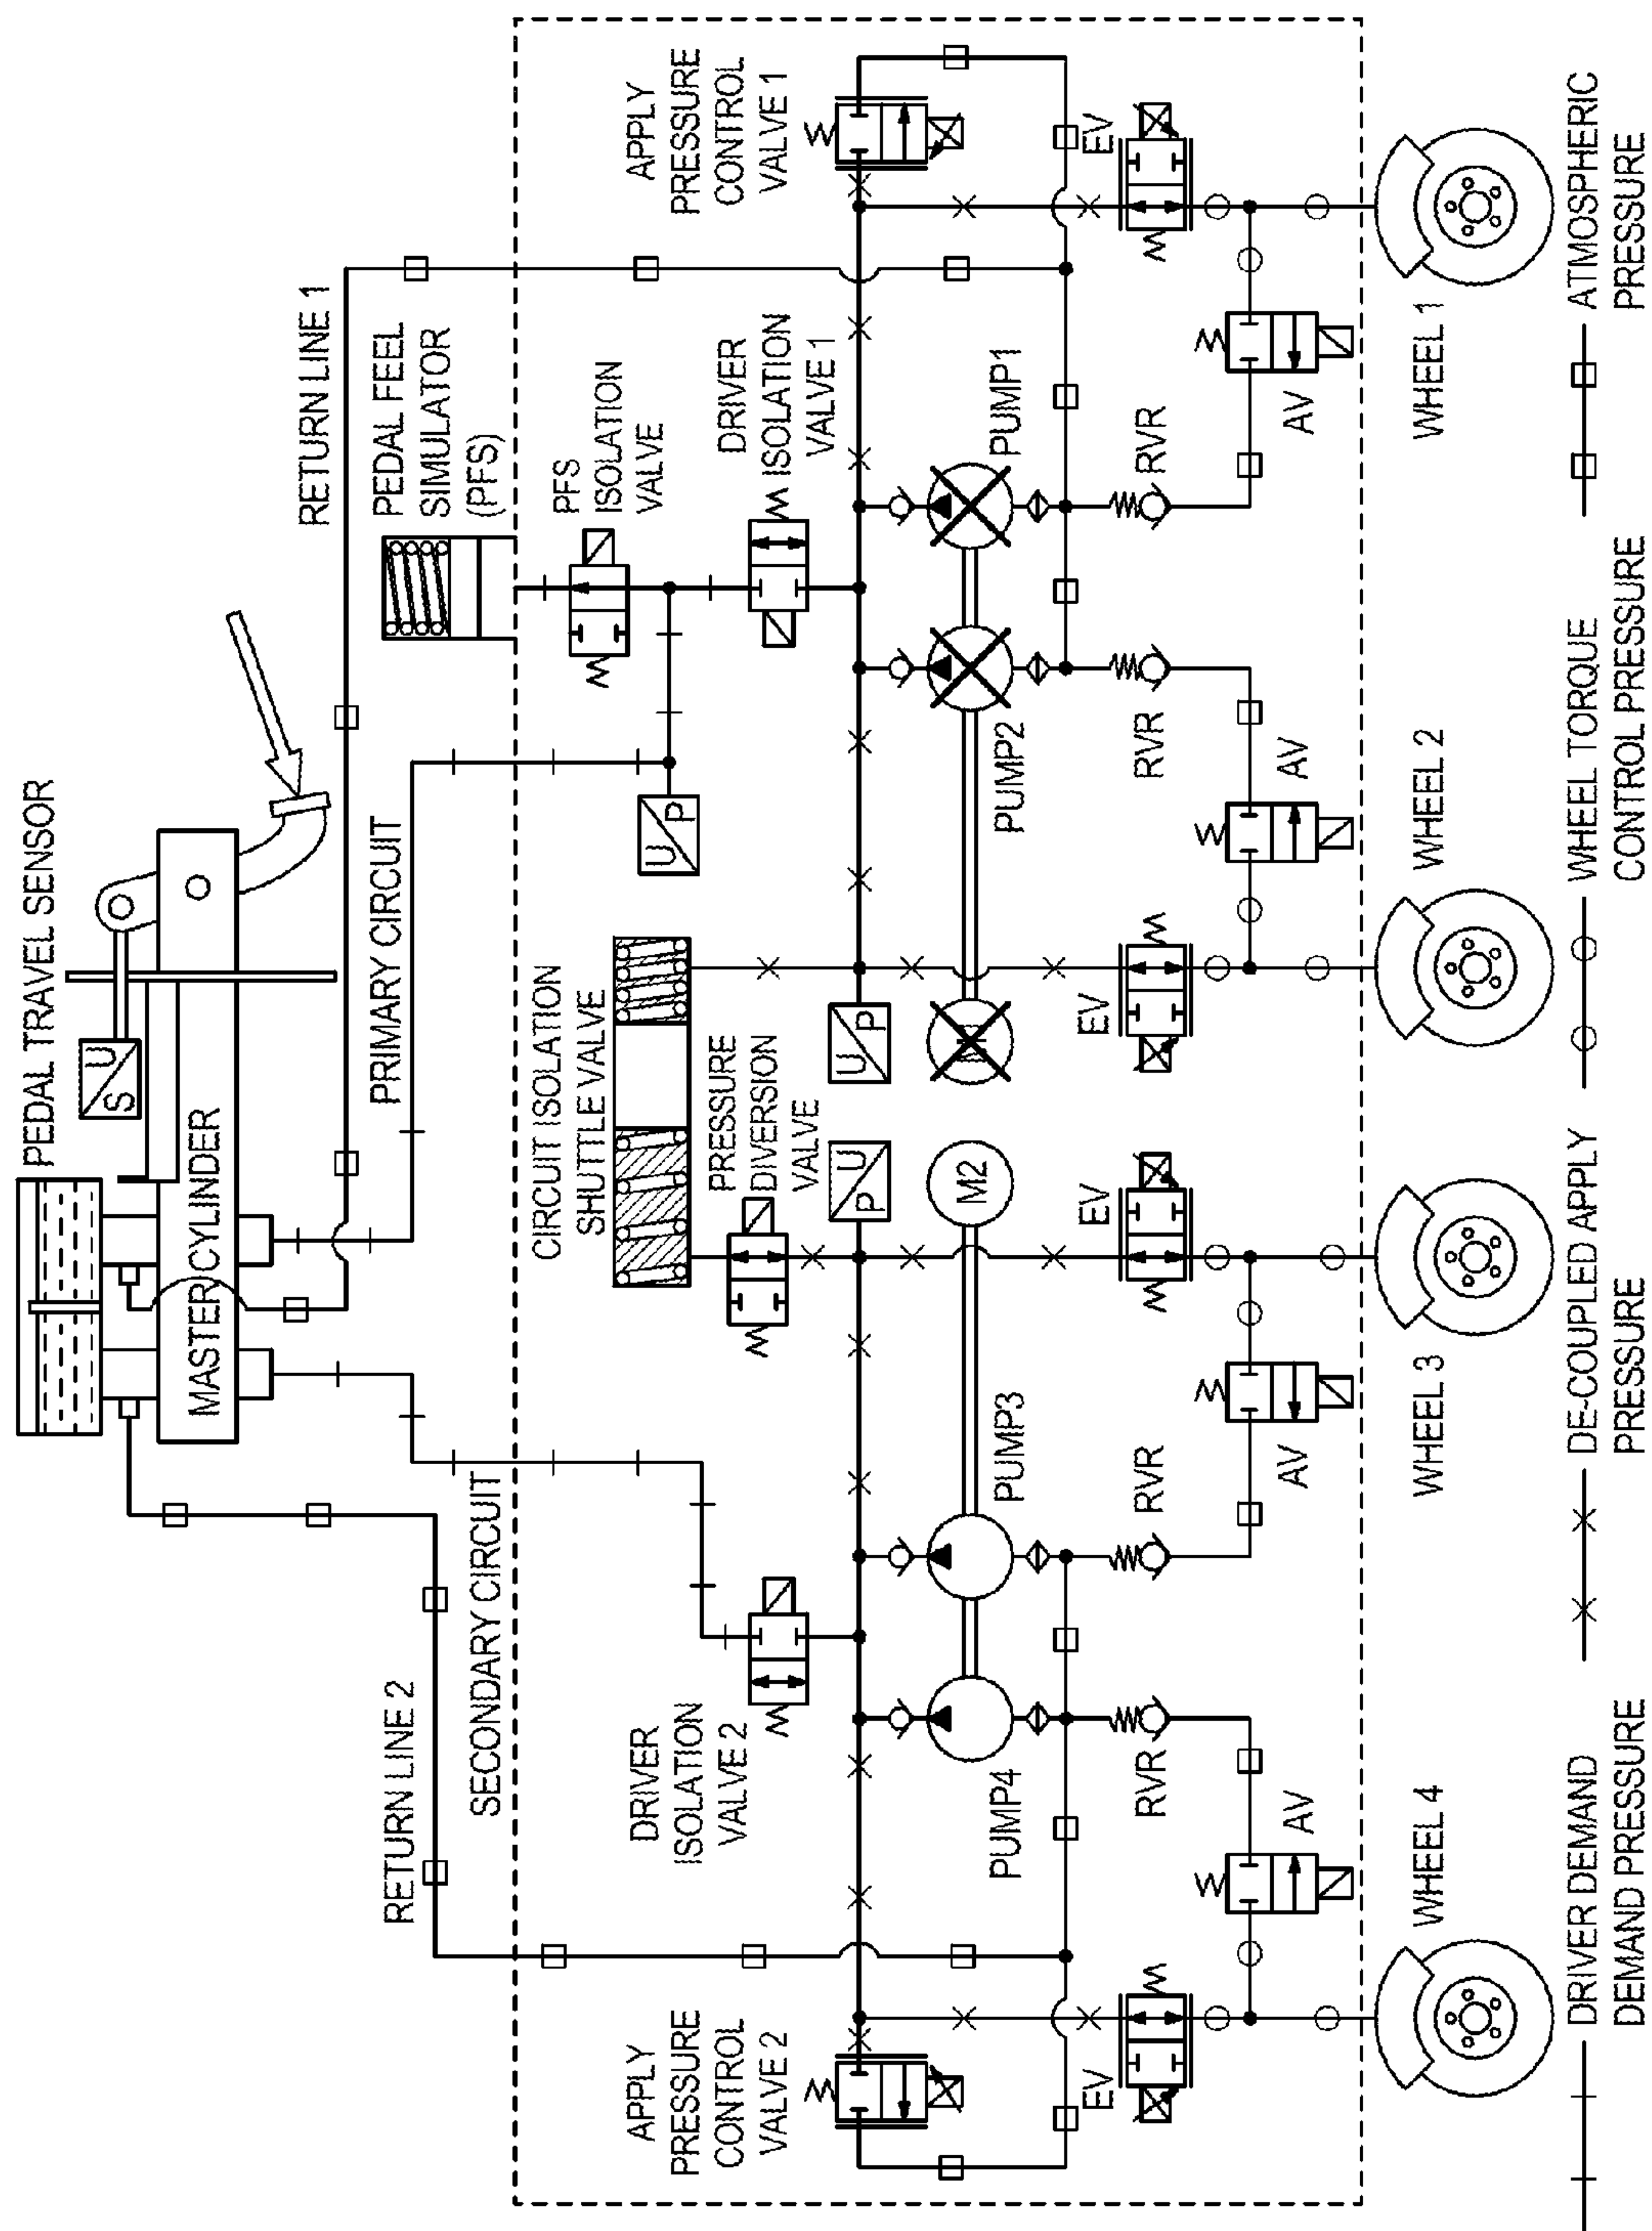 PEDAL TRAVEL SENSOR
S
U
MASTER CYLINDER
RETURN LINE 1
PRIMARY CIRCUIT
PEDAL FEEL
SIMULATOR
(PFS)
RETURN LINE 2
SECONDARY CIRCUIT
CIRCUIT ISOLATION
SHUTTLE VALVE
PFS
ISOLATION
VALVE
APPLY
PRESSURE
CONTROL
VALVE 2
DRIVER
ISOLATION
VALVE 2
PRESSURE
DIVERSION
VALVE
U
P
DRIVER
ISOLATION
VALVE 1
APPLY
PRESSURE
CONTROL
VALVE 1
P
U
U
P
M2
PUMP4
PUMP3
PUMP2
PUMP1
EV
EV
EV
EV
RVR
RVR
RVR
RVR
AV
AV
AV
AV
WHEEL 4
WHEEL 3
WHEEL 2
WHEEL 1
DRIVER DEMAND
DEMAND PRESSURE
DE-COUPLED APPLY
PRESSURE
WHEEL TORQUE
CONTROL PRESSURE
ATMOSPHERIC
PRESSURE